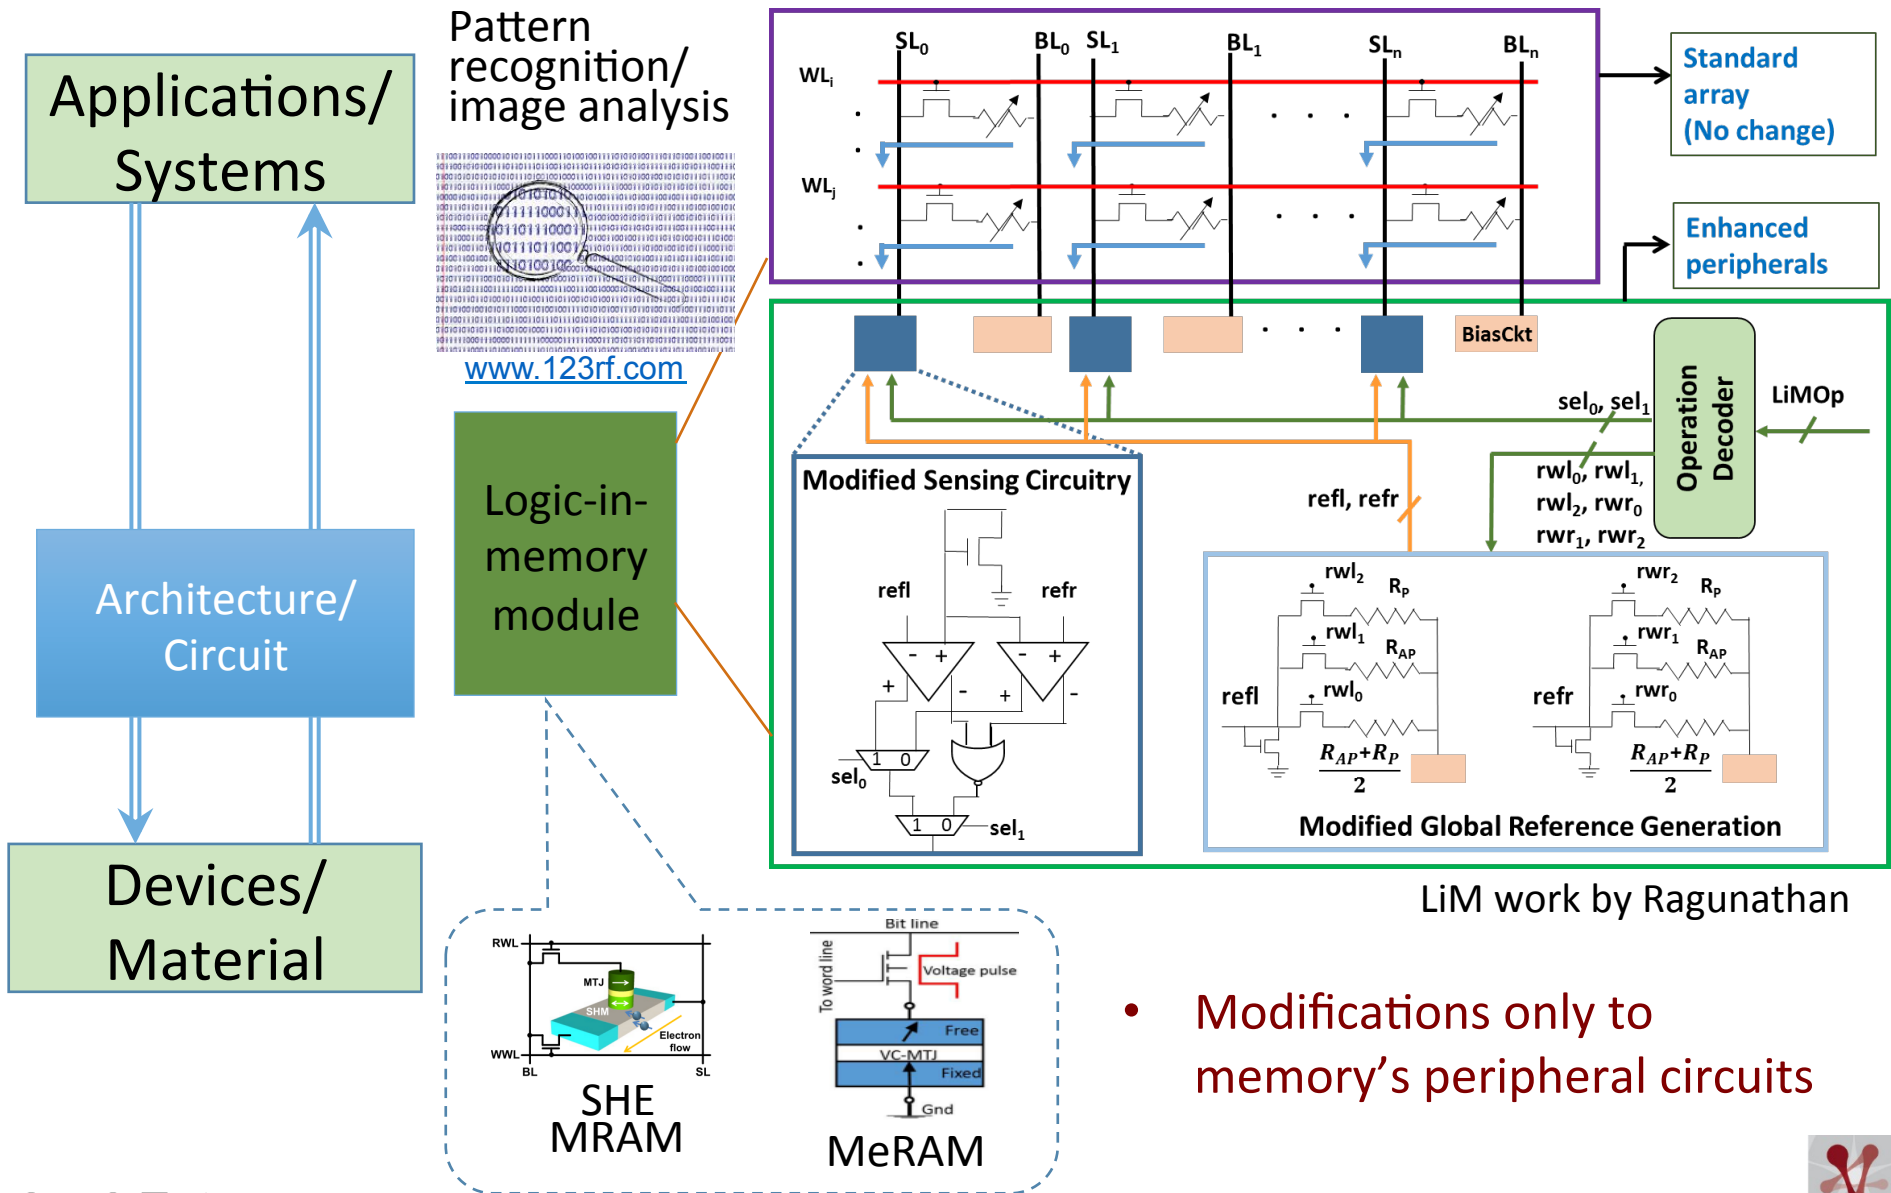 Applications/
Systems
Architecture/
Circuit
Devices/
Material
Pattern
recognition/
image analysis
www.123rf.com
Logic-in-
memory
module
SL0 BL0 SL1 BL1 SLn BLn
WLi
WLj
Standard
array
(No change)
Enhanced
peripherals
BiasCkt
Operation
Decoder
LiMOp
sel0, sel1
rwl0, rwl1,
rwl2, rwr0
rwr1, rwr2
refl, refr
Modified Sensing Circuitry
refl refr
- + - +
+ - + -
1 0
sel0
1 0
sel1
rwl2 RP
rwl1
RAP
refl rwl0
RAP+RP
2
rwr2 RP
rwr1
RAP
refr rwr0
RAP+RP
2
Modified Global Reference Generation
LiM work by Ragunathan
RWL
MTJ
SHM
Electron
flow
WWL
BL SL
SHE
MRAM
Bit line
To word line
Voltage pulse
Free
VC-MTJ
Fixed
Gnd
MeRAM
• Modifications only to
memory's peripheral circuits